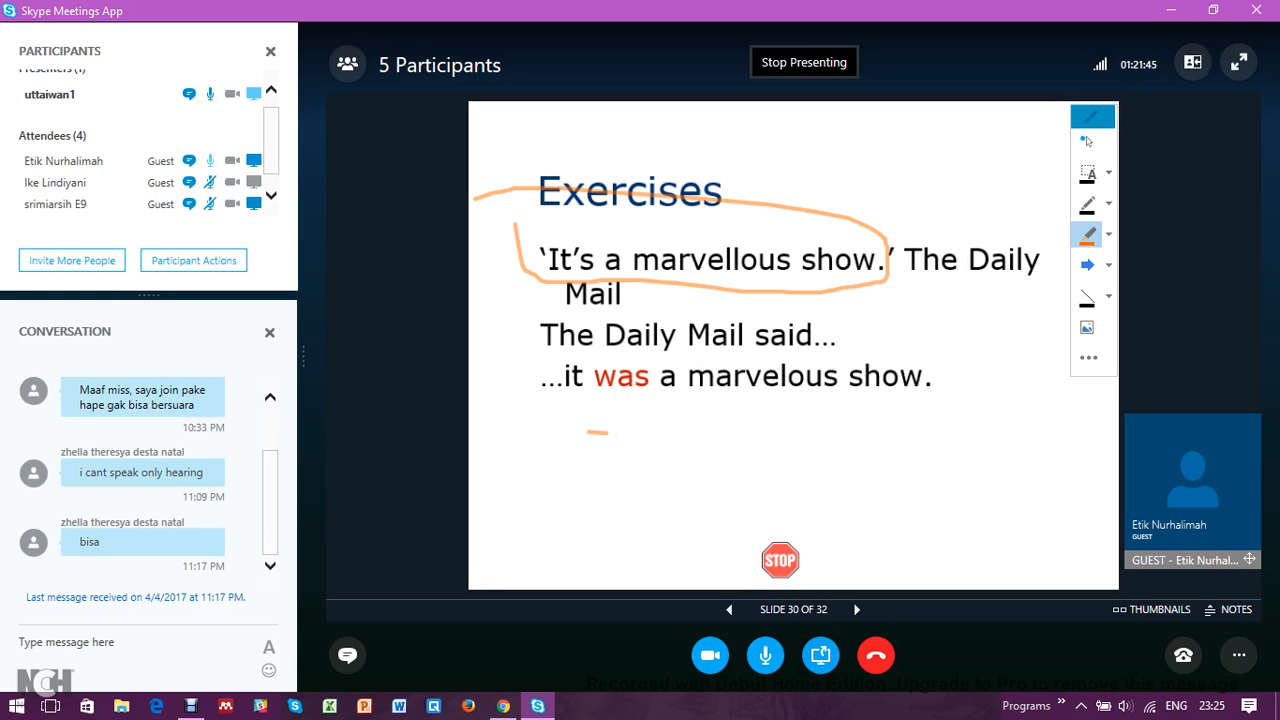 Skype Meetings App
PARTICIPANTS
Presenters (1)
uttaiwan1
Attendees (4)
Etik Nurhalimah Guest
Ike Lindiyani Guest
srimiarsih E9 Guest
Invite More People Participant Actions
CONVERSATION
Maaf miss, saya join pake
hape gak bisa bersuara
10:33 PM
zhella theresya desta natal
i cant speak only hearing
11:09 PM
zhella theresya desta natal
bisa
11:17 PM
Last message received on 4/4/2017 at 11:17 PM.
Type message here
A
NCH
5 Participants
Stop Presenting
01:21:45
Exercises
‘It’s a marvellous show.’ The Daily
Mail
The Daily Mail said…
…it was a marvelous show.
STOP
A
Etik Nurhalimah
GUEST
GUEST - Etik Nurhal...
SLIDE 30 OF 32
THUMBNAILS
NOTES
Recorded with Debut Home Edition. Upgrade to Pro to remove this message
Programs »
ENG 23:25